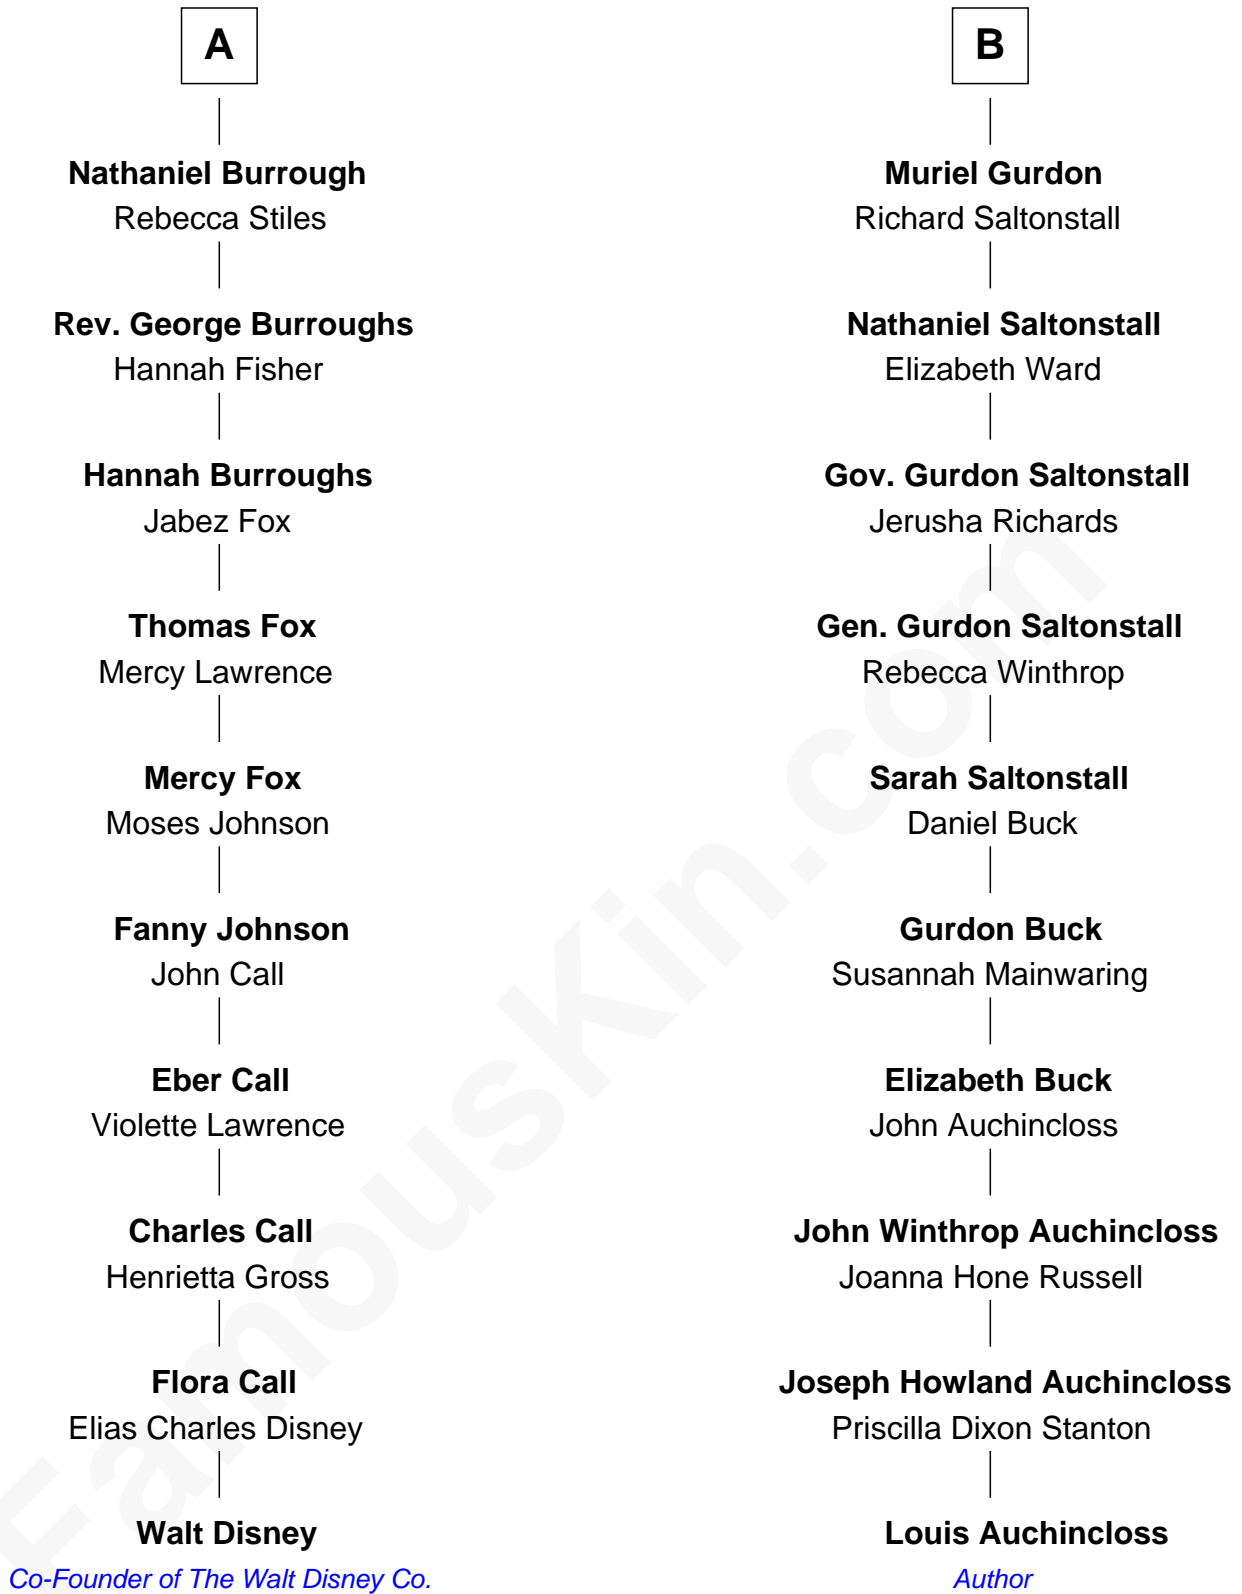 A
Nathaniel Burrough
Rebecca Stiles
Rev. George Burroughs
Hannah Fisher
Hannah Burroughs
Jabez Fox
Thomas Fox
Mercy Lawrence
Mercy Fox
Moses Johnson
Fanny Johnson
John Call
Eber Call
Violette Lawrence
Charles Call
Henrietta Gross
Flora Call
Elias Charles Disney
Walt Disney
Co-Founder of The Walt Disney Co.
B
Muriel Gurdon
Richard Saltonstall
Nathaniel Saltonstall
Elizabeth Ward
Gov. Gurdon Saltonstall
Jerusha Richards
Gen. Gurdon Saltonstall
Rebecca Winthrop
Sarah Saltonstall
Daniel Buck
Gurdon Buck
Susannah Mainwaring
Elizabeth Buck
John Auchincloss
John Winthrop Auchincloss
Joanna Hone Russell
Joseph Howland Auchincloss
Priscilla Dixon Stanton
Louis Auchincloss
Author
FamousKin.com